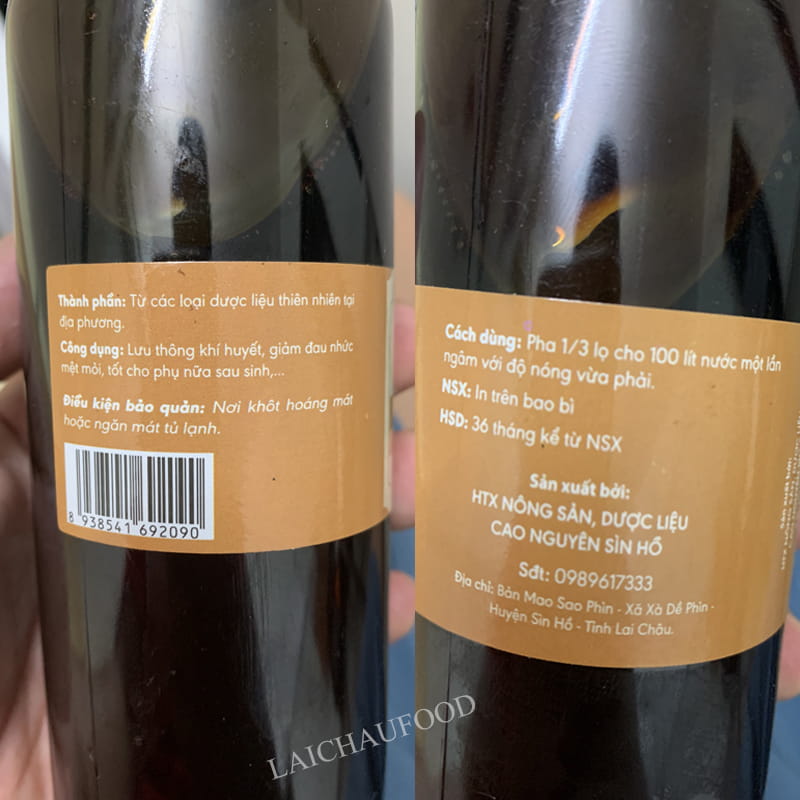 Thành phần: Từ các loại dược liệu thiên nhiên tại
địa phương.
Công dụng: Lưu thông khí huyết, giảm đau nhức
mệt mỏi, tốt cho phụ nữa sau sinh,...
Điều kiện bảo quản: Nơi khôt hoáng mát
hoặc ngăn mát tủ lạnh.
8 938541 692090
Cách dùng: Pha 1/3 lọ cho 100 lít nước một lần
ngâm với độ nóng vừa phải.
NSX: In trên bao bì
HSD: 36 tháng kể từ NSX
Sản xuất bởi:
HTX NÔNG SẢN, DƯỢC LIỆU
CAO NGUYÊN SÌN HỒ
Sđt: 0989617333
Địa chỉ: Bản Mao Sao Phìn - Xã Xà Dề Phìn -
Huyện Sìn Hồ - Tỉnh Lai Châu.
LAICHAUFOOD